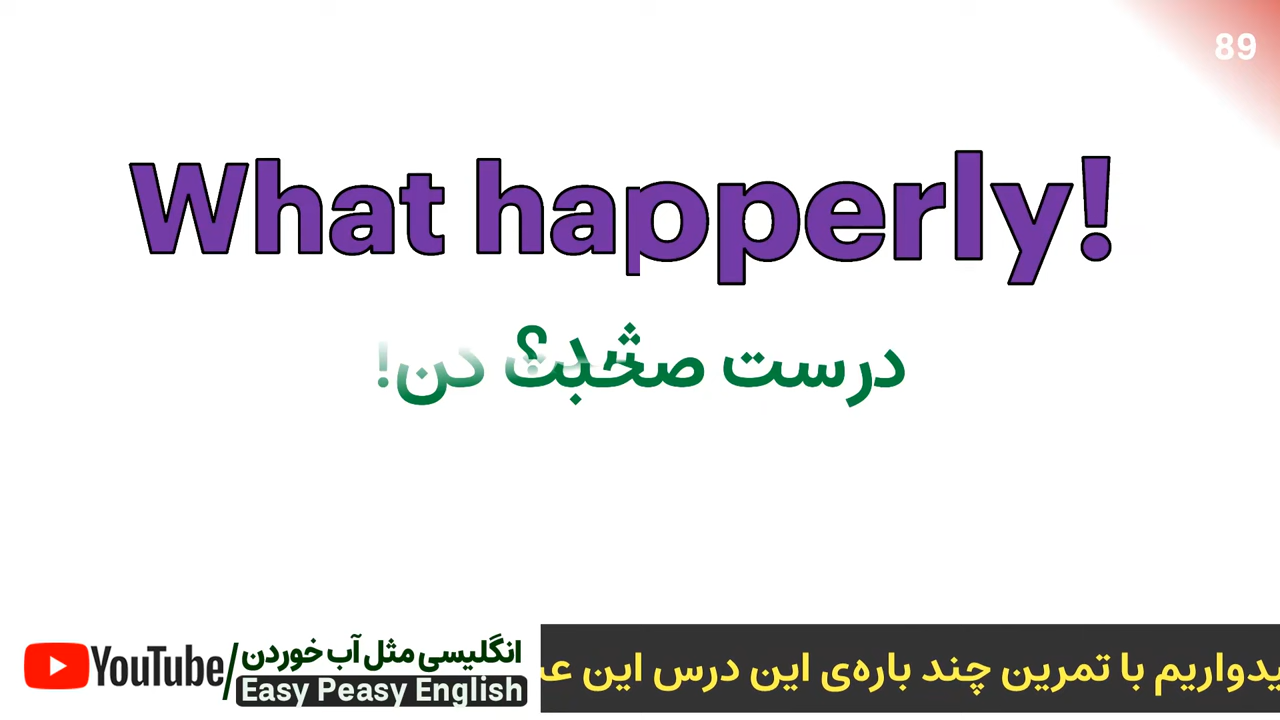 89
What happerly!
درست صحبت کن!
YouTube/انگلیسی مثل آب خوردن
Easy Peasy English
یدواریم با تمرین چند باره‌ی این درس این عب